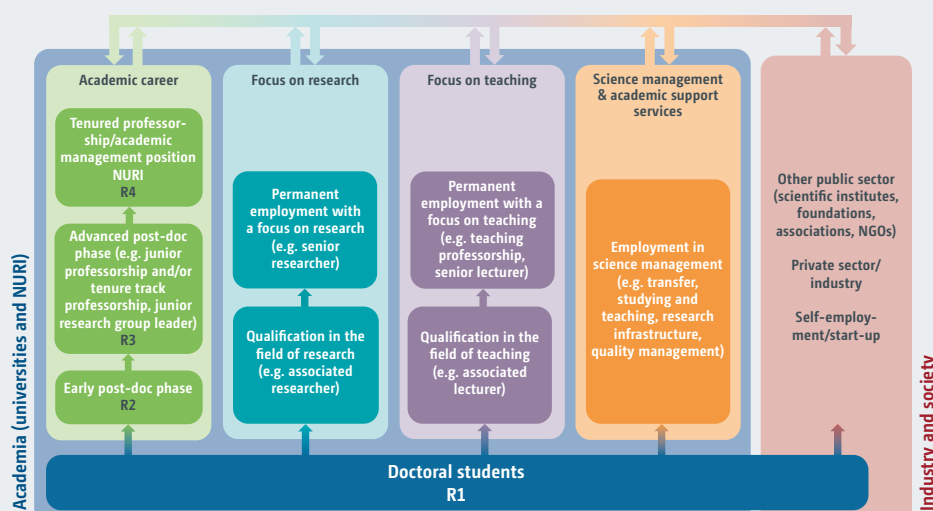 Academic career
Tenured professor-
ship/academic
management position
NURI
R4
Advanced post-doc
phase (e.g. junior
professorship and/or
tenure track
professorship, junior
research group leader)
R3
Early post-doc phase
R2
Focus on research
Permanent
employment with
a focus on research
(e.g. senior
researcher)
Qualification in the
field of research
(e.g. associated
researcher)
Focus on teaching
Permanent
employment with a
focus on teaching
(e.g. teaching
professorship,
senior lecturer)
Qualification in the
field of teaching
(e.g. associated
lecturer)
Science management
& academic support
services
Employment in
science management
(e.g. transfer,
studying and
teaching, research
infrastructure,
quality management)
Other public sector
(scientific institutes,
foundations,
associations, NGOs)
Private sector/
industry
Self-employ-
ment/start-up
Doctoral students
R1
Academia (universities and NURI)
Industry and society